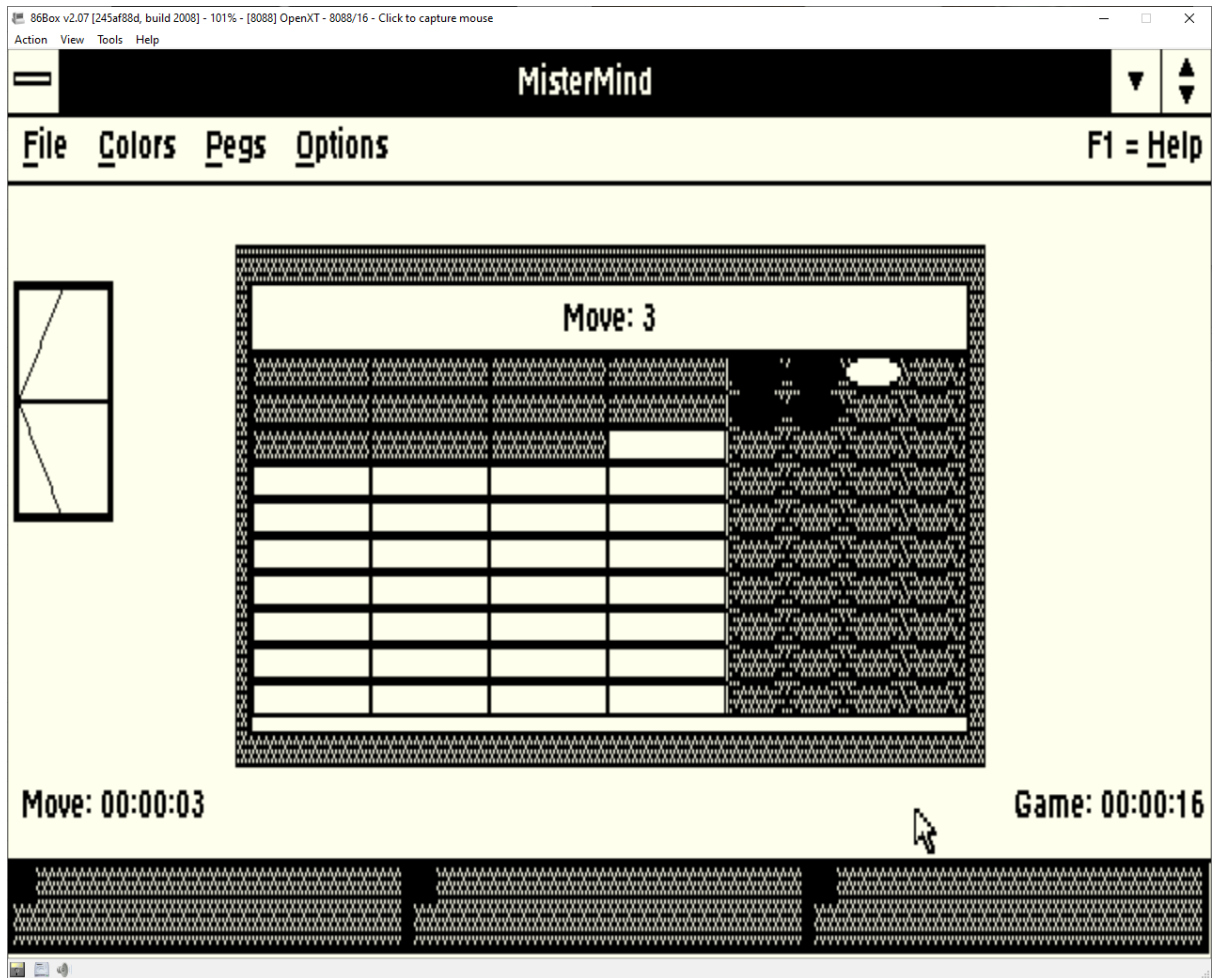 86Box v2.07 [245af88d, build 2008] - 101% - [8088] OpenXT - 8088/16 - Click to capture mouse
Action View Tools Help
MisterMind
File Colors Pegs Options F1 = Help
Move: 3
Move: 00:00:03 Game: 00:00:16